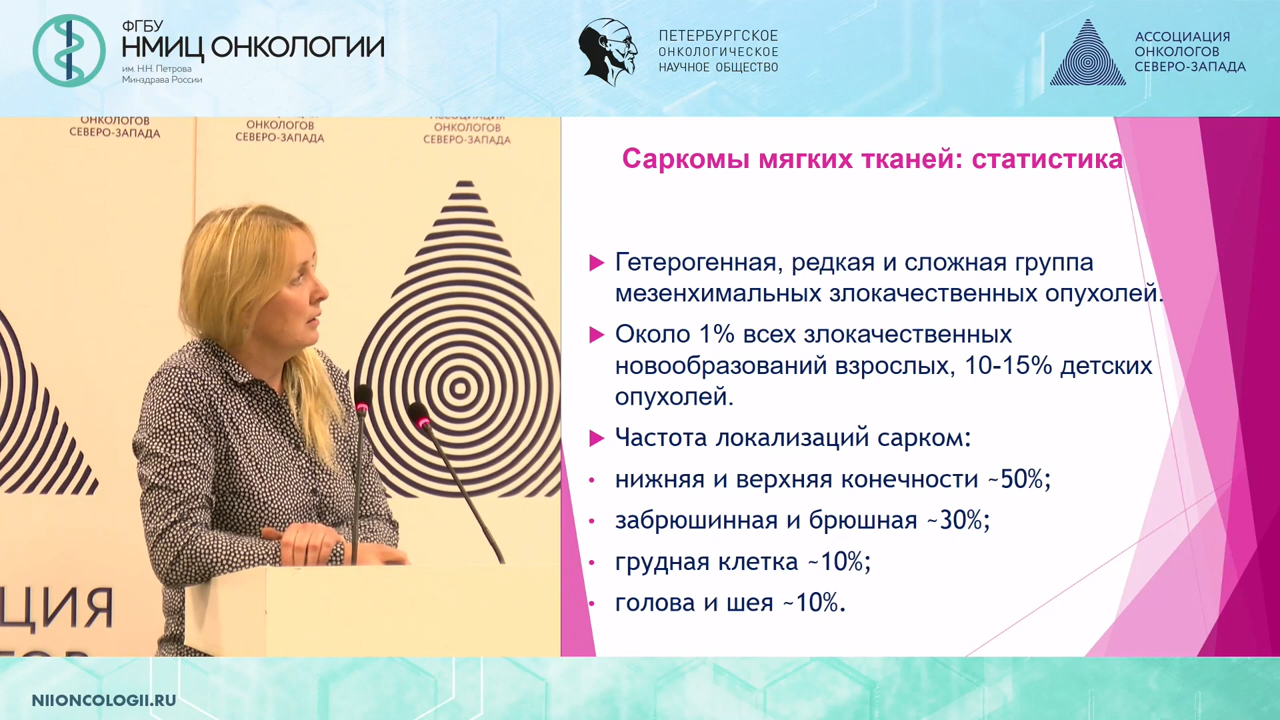 ФГБУ
НМИЦ ОНКОЛОГИИ
им. Н.Н. Петрова
Минздрава России
ПЕТЕРБУРГСКОЕ
ОНКОЛОГИЧЕСКОЕ
НАУЧНОЕ ОБЩЕСТВО
АССОЦИАЦИЯ
ОНКОЛОГОВ
СЕВЕРО-ЗАПАДА
ОНКОЛОГОВ
СЕВЕРО-ЗАПАДА
ОНКОЛОГОВ
СЕВЕРО-ЗАПАДА
АССОЦИАЦИЯ
ОНКОЛОГОВ
СЕВЕРО-ЗАПАДА
ЦИЯ
Саркомы мягких тканей: статистика
Гетерогенная, редкая и сложная группа
мезенхимальных злокачественных опухолей.
Около 1% всех злокачественных
новообразований взрослых, 10-15% детских
опухолей.
Частота локализаций сарком:
нижняя и верхняя конечности ~50%;
забрюшинная и брюшная ~30%;
грудная клетка ~10%;
голова и шея ~10%.
NIIONCOLOGII.RU